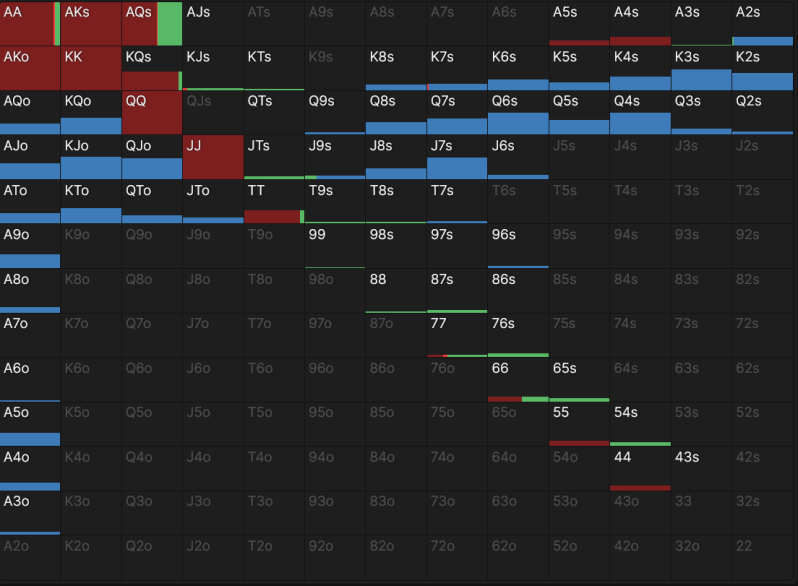 AA AKs AQs AJs ATs A9s A8s A7s A6s A5s A4s A3s A2s
AKo KK KQs KJs KTs K9s K8s K7s K6s K5s K4s K3s K2s
AQo KQo QQ QJs QTs Q9s Q8s Q7s Q6s Q5s Q4s Q3s Q2s
AJo KJo QJo JJ JTs J9s J8s J7s J6s J5s J4s J3s J2s
ATo KTo QTo JTo TT T9s T8s T7s T6s T5s T4s T3s T2s
A9o K9o Q9o J9o T9o 99 98s 97s 96s 95s 94s 93s 92s
A8o K8o Q8o J8o T8o 98o 88 87s 86s 85s 84s 83s 82s
A7o K7o Q7o J7o T7o 97o 87o 77 76s 75s 74s 73s 72s
A6o K6o Q6o J6o T6o 96o 86o 76o 66 65s 64s 63s 62s
A5o K5o Q5o J5o T5o 95o 85o 75o 65o 55 54s 53s 52s
A4o K4o Q4o J4o T4o 94o 84o 74o 64o 54o 44 43s 42s
A3o K3o Q3o J3o T3o 93o 83o 73o 63o 53o 43o 33 32s
A2o K2o Q2o J2o T2o 92o 82o 72o 62o 52o 42o 32o 22